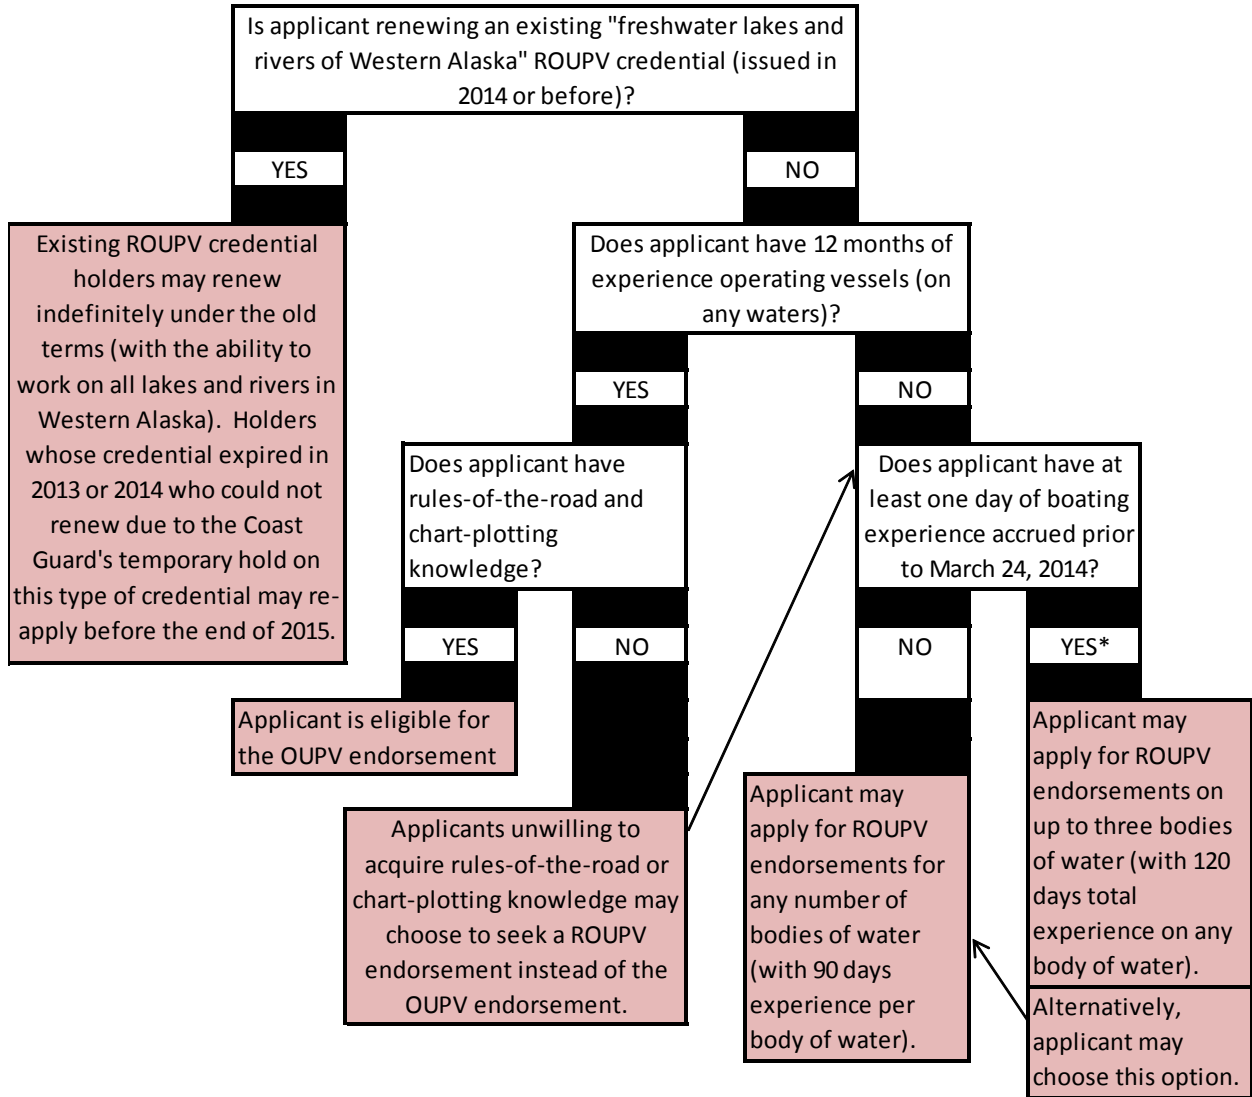 Is applicant renewing an existing "freshwater lakes and
rivers of Western Alaska" ROUPV credential (issued in
2014 or before)?
YES
NO
Existing ROUPV credential
holders may renew
indefinitely under the old
terms (with the ability to
work on all lakes and rivers in
Western Alaska).  Holders
whose credential expired in
2013 or 2014 who could not
renew due to the Coast
Guard's temporary hold on
this type of credential may re-
apply before the end of 2015.
Does applicant have 12 months of
experience operating vessels (on
any waters)?
YES
NO
Does applicant have
rules-of-the-road and
chart-plotting
knowledge?
Does applicant have at
least one day of boating
experience accrued prior
to March 24, 2014?
YES
NO
NO
YES*
Applicant is eligible for
the OUPV endorsement
Applicants unwilling to
acquire rules-of-the-road or
chart-plotting knowledge may
choose to seek a ROUPV
endorsement instead of the
OUPV endorsement.
Applicant may
apply for ROUPV
endorsements for
any number of
bodies of water
(with 90 days
experience per
body of water).
Applicant may
apply for ROUPV
endorsements on
up to three bodies
of water (with 120
days total
experience on any
body of water).
Alternatively,
applicant may
choose this option.